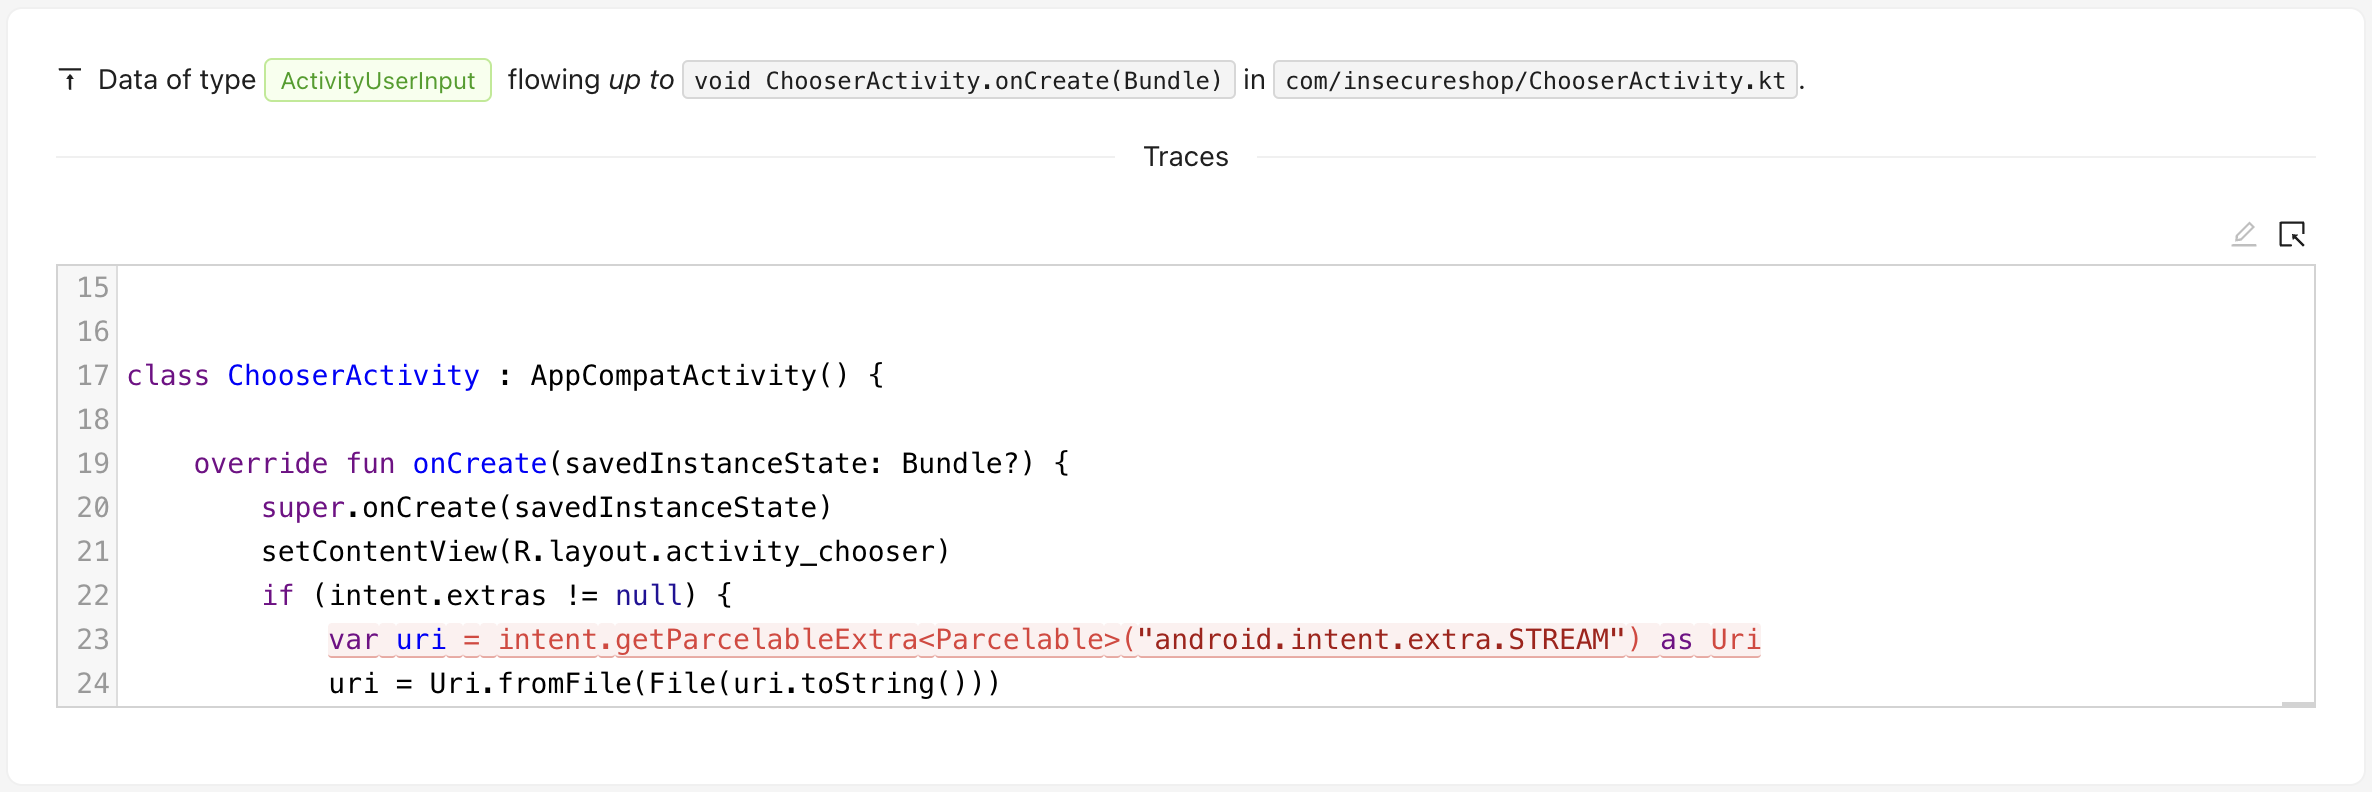 Data of type ActivityUserInput flowing up to void ChooserActivity.onCreate(Bundle) in com/insecureshop/ChooserActivity.kt.
Traces
15
16
17 class ChooserActivity : AppCompatActivity() {
18
19     override fun onCreate(savedInstanceState: Bundle?) {
20         super.onCreate(savedInstanceState)
21         setContentView(R.layout.activity_chooser)
22         if (intent.extras != null) {
23             var uri = intent.getParcelableExtra<Parcelable>("android.intent.extra.STREAM") as Uri
24             uri = Uri.fromFile(File(uri.toString()))